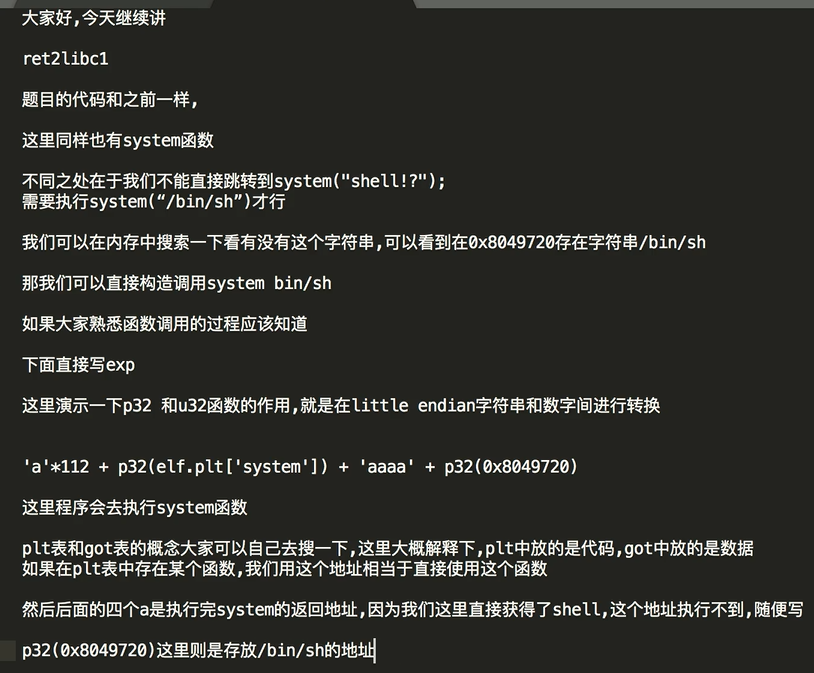 大家好,今天继续讲
ret2libc1
题目的代码和之前一样,
这里同样也有system函数
不同之处在于我们不能直接跳转到system("shell!?");
需要执行system(“/bin/sh”)才行
我们可以在内存中搜索一下看有没有这个字符串,可以看到在0x8049720存在字符串/bin/sh
那我们可以直接构造调用system bin/sh
如果大家熟悉函数调用的过程应该知道
下面直接写exp
这里演示一下p32 和u32函数的作用,就是在little endian字符串和数字间进行转换
'a'*112 + p32(elf.plt['system']) + 'aaaa' + p32(0x8049720)
这里程序会去执行system函数
plt表和got表的概念大家可以自己去搜一下,这里大概解释下,plt中放的是代码,got中放的是数据
如果在plt表中存在某个函数,我们用这个地址相当于直接使用这个函数
然后后面的四个a是执行完system的返回地址,因为我们这里直接获得了shell,这个地址执行不到,随便写
p32(0x8049720)这里则是存放/bin/sh的地址